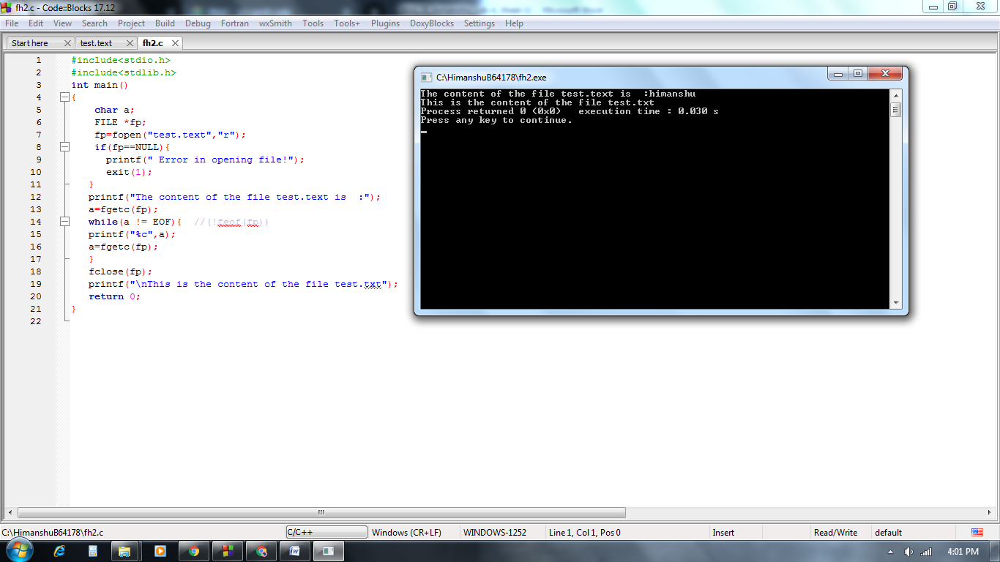 fh2.c - Code::Blocks 17.12
File Edit View Search Project Build Debug Fortran wxSmith Tools Tools+ Plugins DoxyBlocks Settings Help
Start here test.text fh2.c
1 #include<stdio.h>
2 #include<stdlib.h>
3 int main()
4 {
5 char a;
6 FILE *fp;
7 fp=fopen("test.text","r");
8 if(fp==NULL){
9 printf(" Error in opening file!");
10 exit(1);
11 }
12 printf("The content of the file test.text is  :");
13 a=fgetc(fp);
14 while(a != EOF){  //(!feof(fp))
15 printf("%c",a);
16 a=fgetc(fp);
17 }
18 fclose(fp);
19 printf("\nThis is the content of the file test.txt");
20 return 0;
21 }
22
C:\HimanshuB64178\fh2.exe
The content of the file test.text is  :himanshu
This is the content of the file test.txt
Process returned 0 (0x0)   execution time : 0.030 s
Press any key to continue.
C:\HimanshuB64178\fh2.c C/C++ Windows (CR+LF) WINDOWS-1252 Line 1, Col 1, Pos 0 Insert Read/Write default
4:01 PM